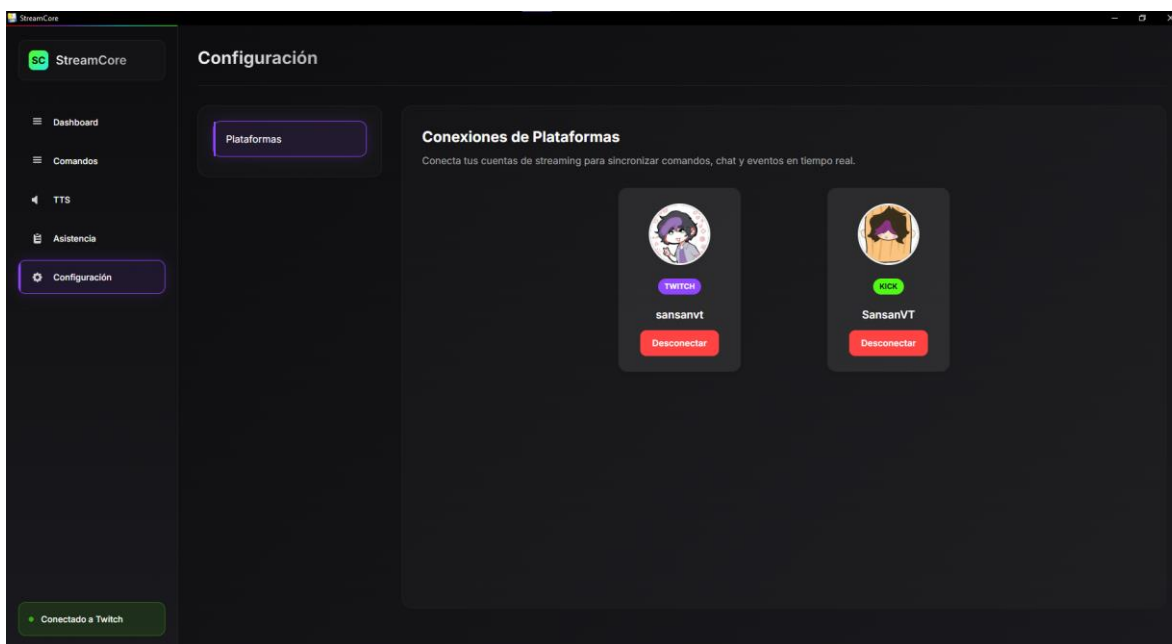 StreamCore
SC StreamCore
Dashboard
Comandos
TTS
Asistencia
Configuración
Conectado a Twitch
Configuración
Plataformas
Conexiones de Plataformas
Conecta tus cuentas de streaming para sincronizar comandos, chat y eventos en tiempo real.
TWITCH
sansanvt
Desconectar
KICK
SansanVT
Desconectar